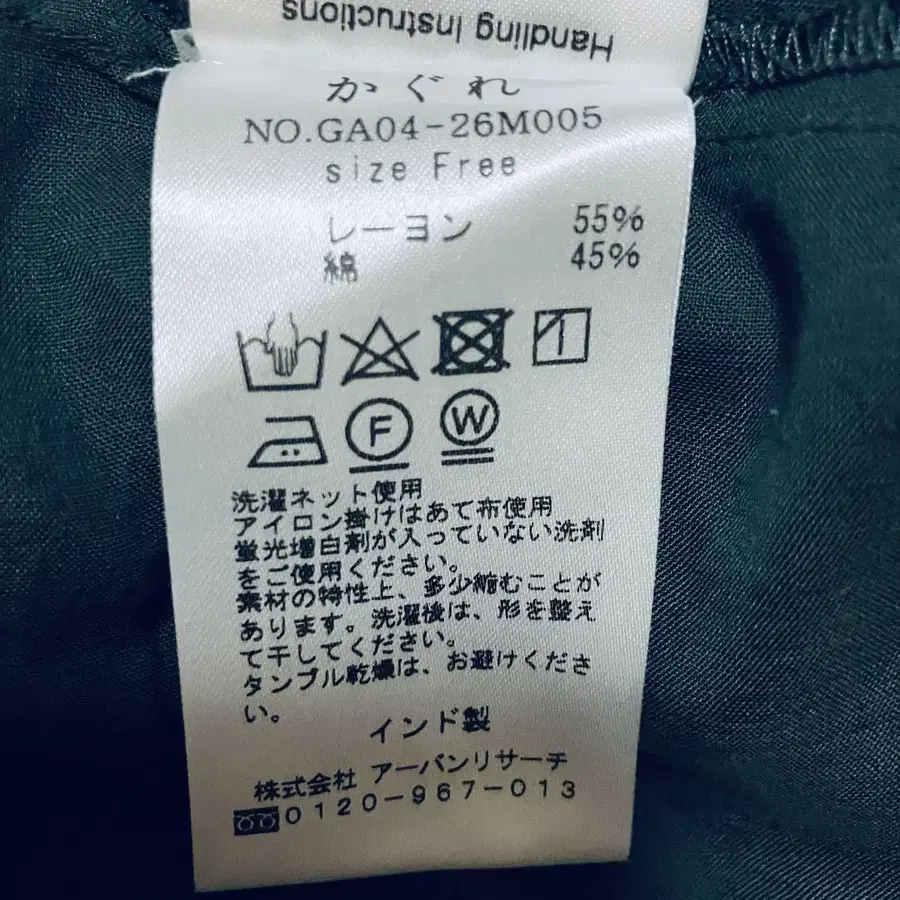 Handling Instructions
かぐれ
NO.GA04-26M005
size Free
レーヨン 55%
綿 45%
F W
洗濯ネット使用
アイロン掛けはあて布使用
蛍光増白剤が入っていない洗剤
をご使用ください。
素材の特性上、多少縮むことが
あります。洗濯後は、形を整え
て干してください。
タンブル乾燥は、お避けくださ
い。
インド製
株式会社 アーバンリサーチ
0120-967-013